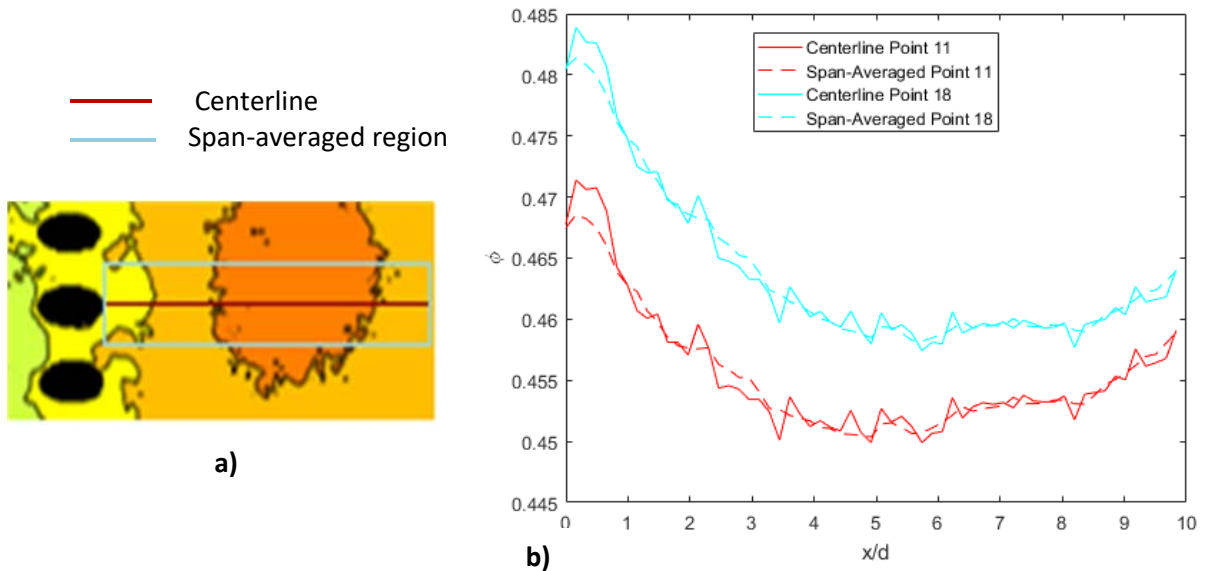 Centerline
Span-averaged region
a)
b)
0.485
0.48
0.475
0.47
0.465
0.46
0.455
0.45
0.445
ϕ
Centerline Point 11
Span-Averaged Point 11
Centerline Point 18
Span-Averaged Point 18
0 1 2 3 4 5 6 7 8 9 10
x/d